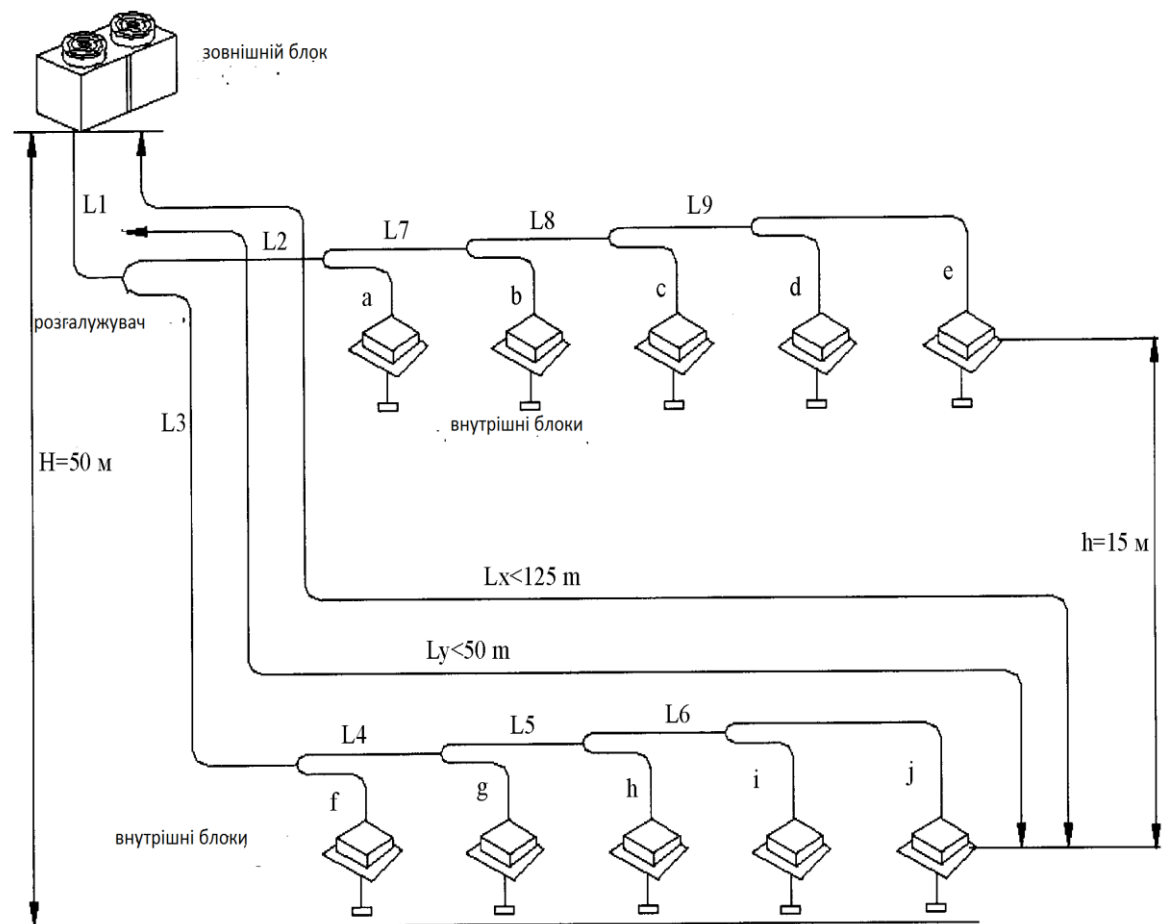 зовнішній блок
L1
L2
L7
L8
L9
a
b
c
d
e
розгалужувач
внутрішні блоки
L3
H=50 м
h=15 м
Lx<125 m
Ly<50 m
L4
L5
L6
f
g
h
i
j
внутрішні блоки